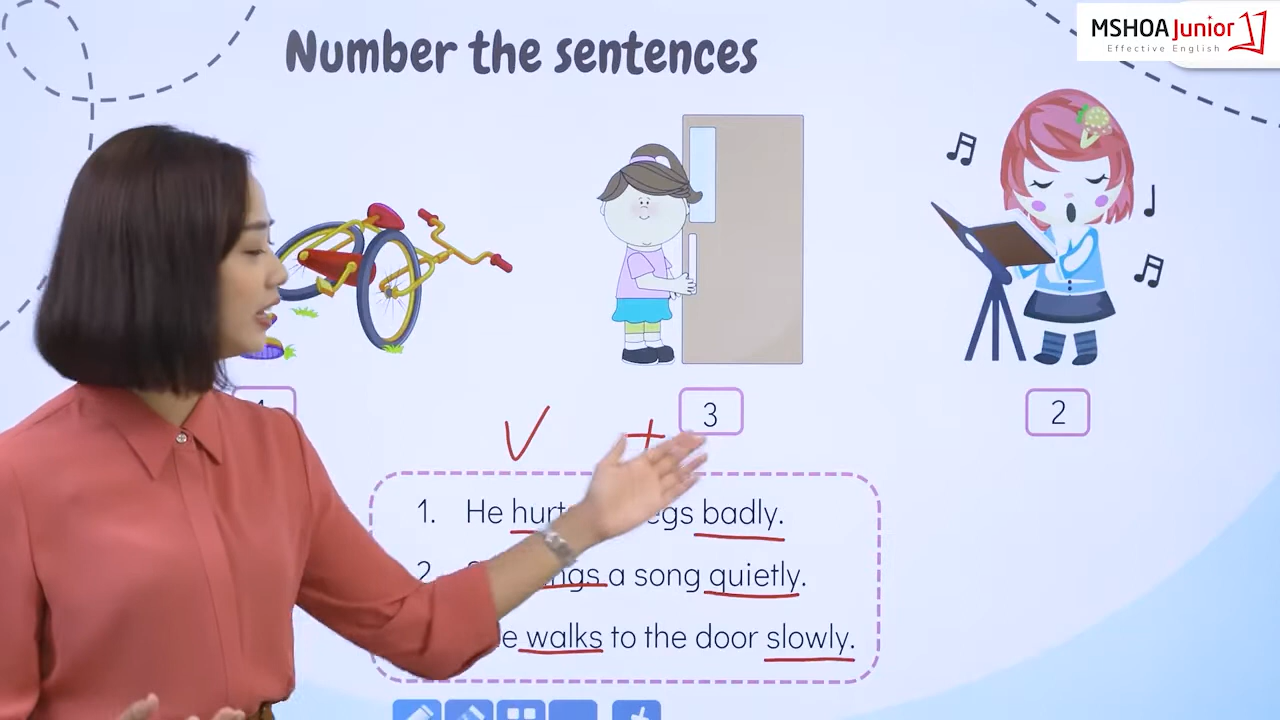 MSHOA Junior
Effective English
Number the sentences
3
2
V +
1. He hurt egs badly.
2. ngs a song quietly.
e walks to the door slowly.